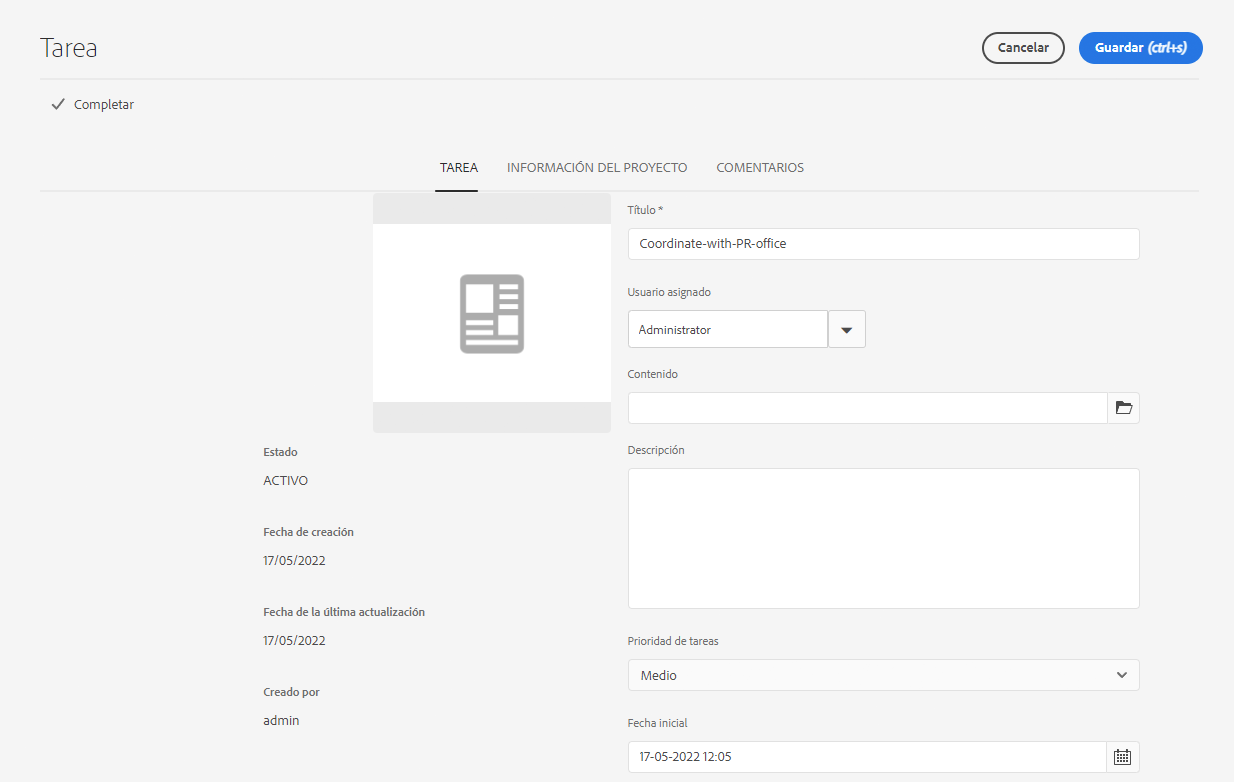 Tarea
Cancelar
Guardar (ctrl+s)
Completar
TAREA
INFORMACIÓN DEL PROYECTO
COMENTARIOS
Título *
Coordinate-with-PR-office
Usuario asignado
Administrator
Contenido
Descripción
Estado
ACTIVO
Fecha de creación
17/05/2022
Fecha de la última actualización
17/05/2022
Creado por
admin
Prioridad de tareas
Medio
Fecha inicial
17-05-2022 12:05